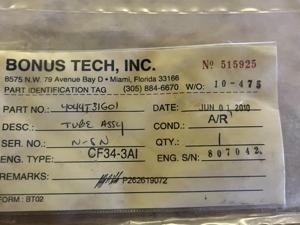 BONUS TECH, INC. Nº 515925
8575 N.W. 79 Avenue Bay D • Miami, Florida 33166
PART IDENTIFICATION TAG (305) 884-6670 W/O: 10-475
PART NO.: 4044T31G01 DATE: JUN 01 2010
DESC.: TUBE ASSY COND.: A/R
SER. NO.: N-SN QTY.: 1
ENG. TYPE: CF34-3A1 ENG. S/N: 807042
REMARKS: P262619072
FORM: BT02